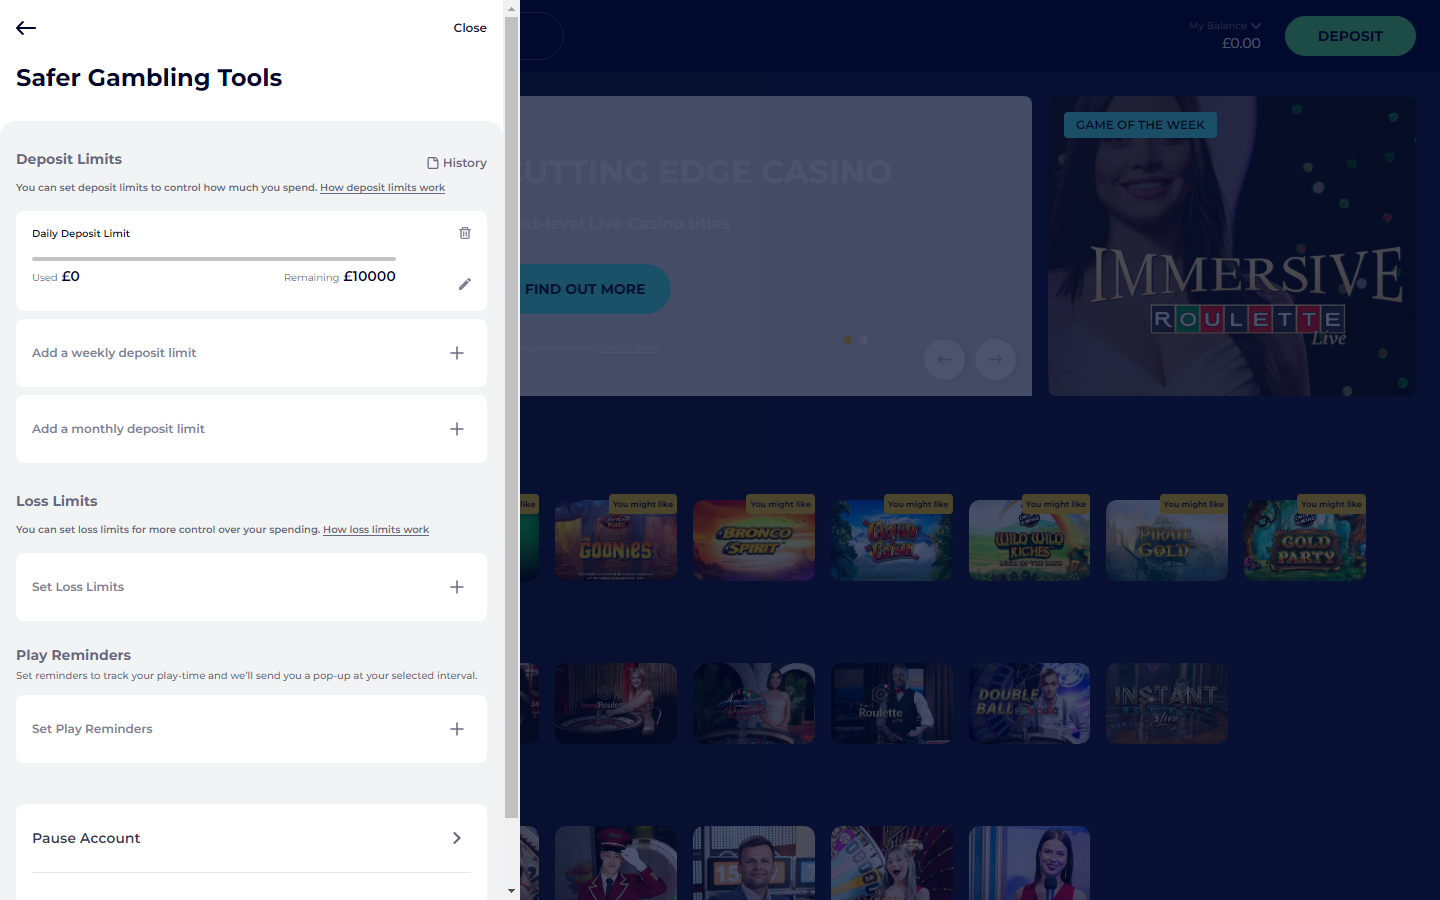 Close
Safer Gambling Tools
Deposit Limits
History
You can set deposit limits to control how much you spend. How deposit limits work
Daily Deposit Limit
Used £0
Remaining £10000
Add a weekly deposit limit
Add a monthly deposit limit
Loss Limits
You can set loss limits for more control over your spending. How loss limits work
Set Loss Limits
Play Reminders
Set reminders to track your play-time and we'll send you a pop-up at your selected interval.
Set Play Reminders
Pause Account
My Balance
£0.00
DEPOSIT
UTTING EDGE CASINO
xt-level Live Casino titles
FIND OUT MORE
GAME OF THE WEEK
IMMERSIVE
ROULETTE
Live
like
You might like
You might like
You might like
You might like
You might like
You might like
GOONIES
BRONCO
SPIRIT
CASH
WILD WILD
RICHES
PIRATE
GOLD
GOLD
PARTY
Roulette
American
Roulette
Roulette
DOUBLE
BALL
INSTANT
ROULETTE
Live
15